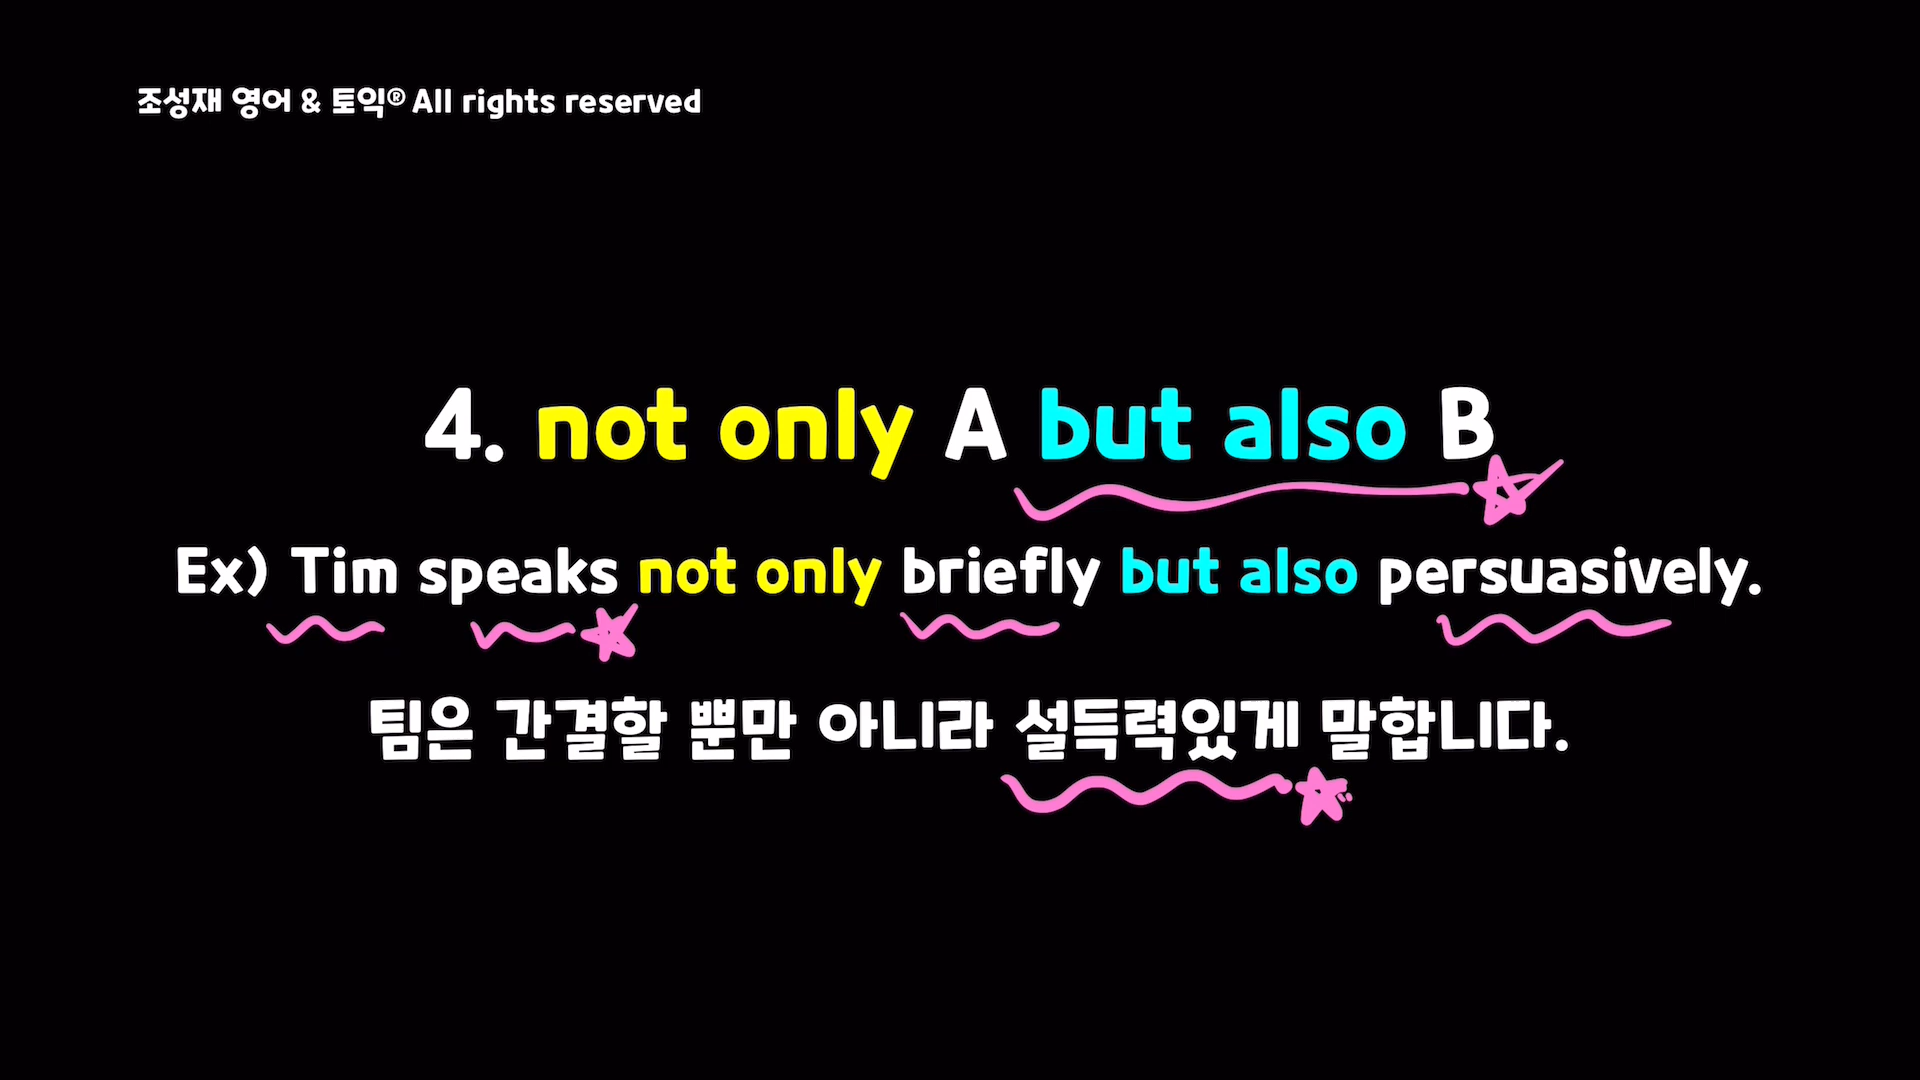 조성재 영어 & 토익® All rights reserved
4. not only A but also B
Ex) Tim speaks not only briefly but also persuasively.
팀은 간결할 뿐만 아니라 설득력있게 말합니다.